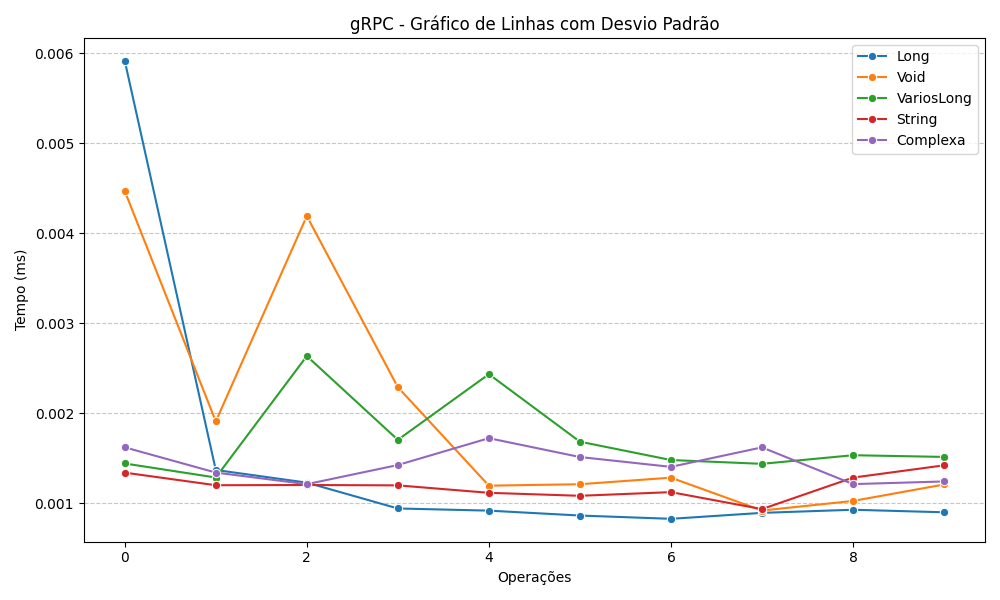 gRPC - Gráfico de Linhas com Desvio Padrão
Long
Void
VariosLong
String
Complexa
Tempo (ms)
0.006
0.005
0.004
0.003
0.002
0.001
0 2 4 6 8
Operações